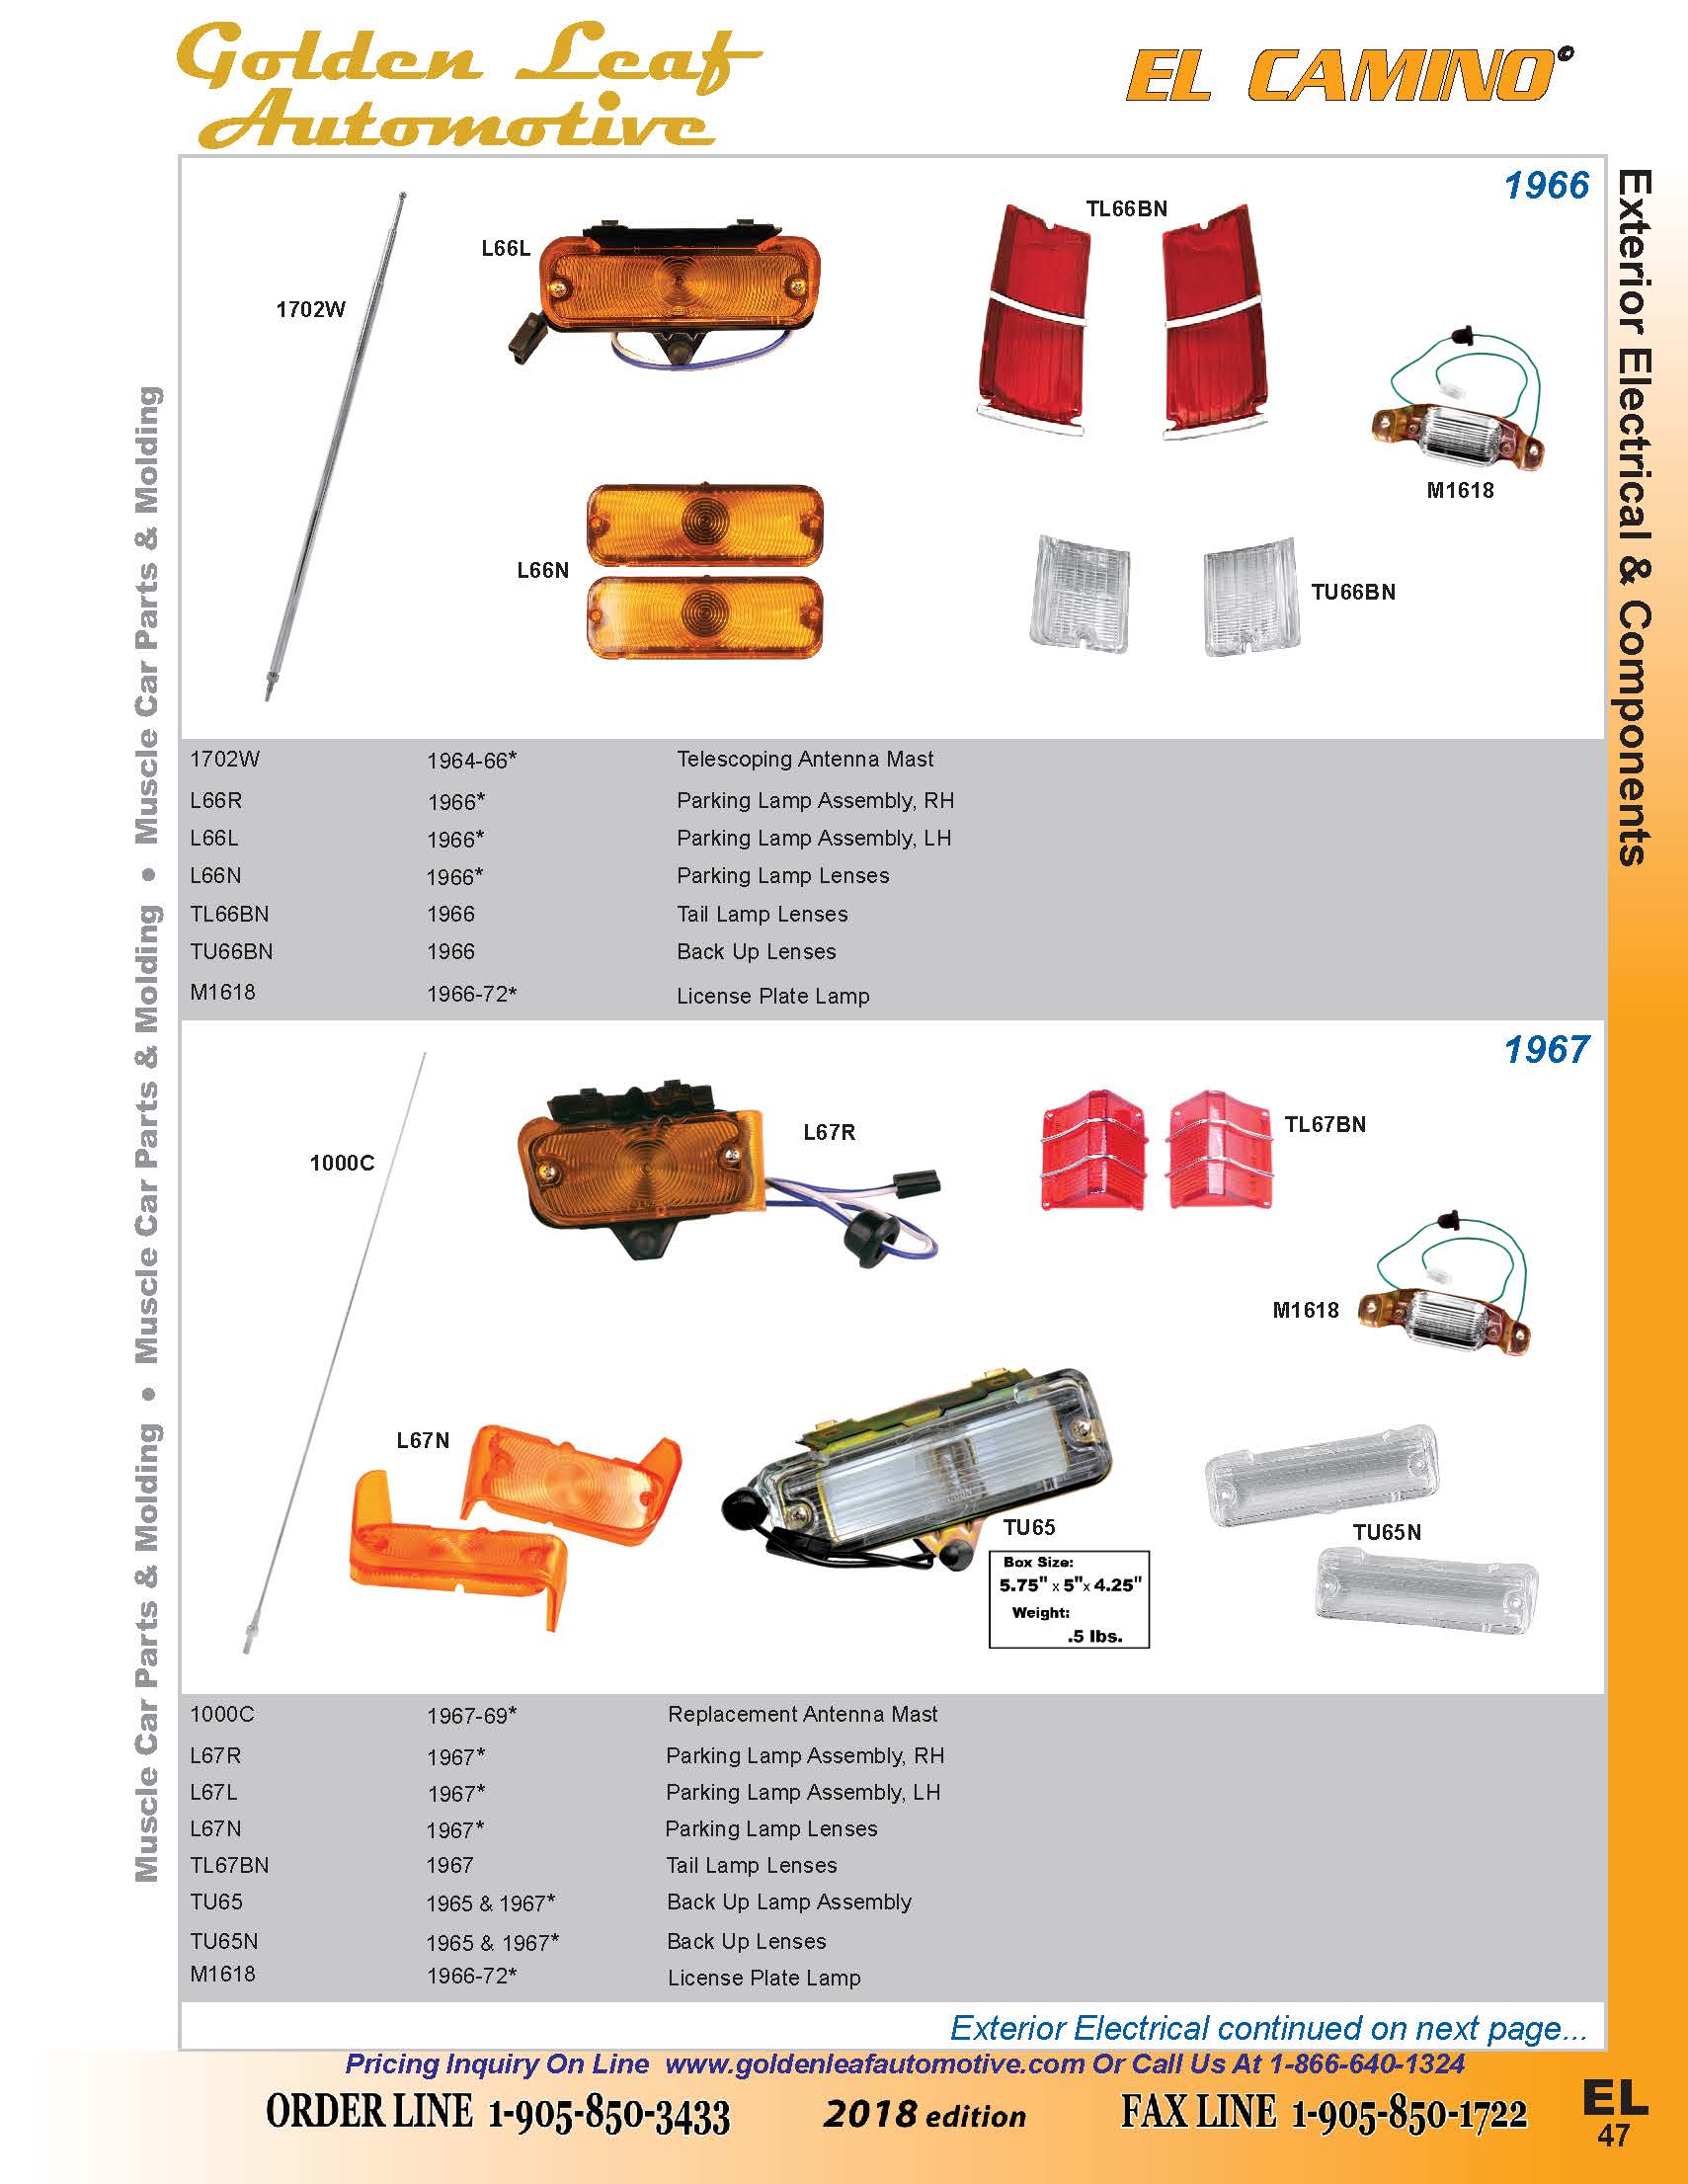 Golden Leaf
Automotive
EL CAMINO
1966
TL66BN
L66L
1702W
M1618
L66N
TU66BN
1702W 1964-66* Telescoping Antenna Mast
L66R 1966* Parking Lamp Assembly, RH
L66L 1966* Parking Lamp Assembly, LH
L66N 1966* Parking Lamp Lenses
TL66BN 1966 Tail Lamp Lenses
TU66BN 1966 Back Up Lenses
M1618 1966-72* License Plate Lamp
1967
TL67BN
L67R
1000C
M1618
L67N
TU65
TU65N
Box Size:
5.75" x 5"x 4.25"
Weight:
.5 lbs.
1000C 1967-69* Replacement Antenna Mast
L67R 1967* Parking Lamp Assembly, RH
L67L 1967* Parking Lamp Assembly, LH
L67N 1967* Parking Lamp Lenses
TL67BN 1967 Tail Lamp Lenses
TU65 1965 & 1967* Back Up Lamp Assembly
TU65N 1965 & 1967* Back Up Lenses
M1618 1966-72* License Plate Lamp
Exterior Electrical continued on next page...
Pricing Inquiry On Line www.goldenleafautomotive.com Or Call Us At 1-866-640-1324
ORDER LINE 1-905-850-3433 2018 edition FAX LINE 1-905-850-1722
EL
47
Exterior Electrical & Components
Muscle Car Parts & Molding • Muscle Car Parts & Molding • Muscle Car Parts & Molding